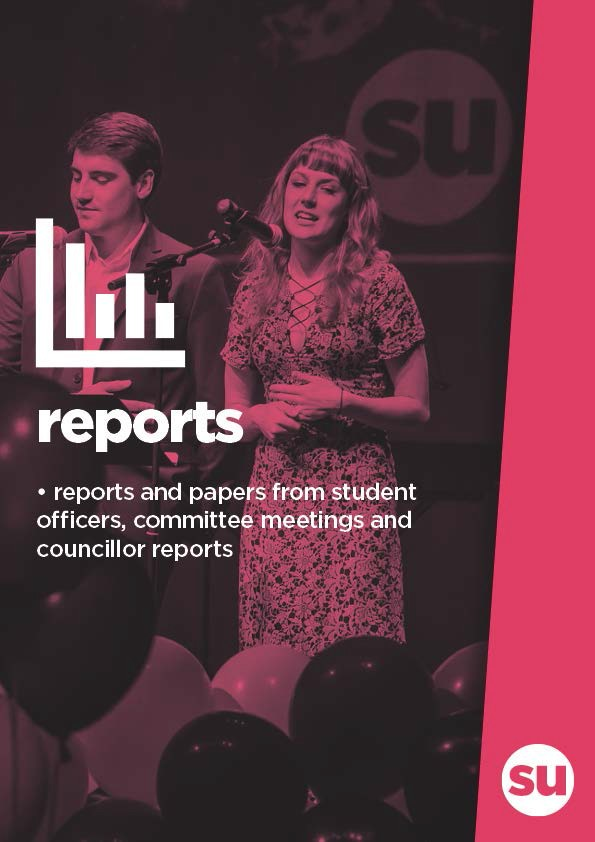 su
reports
• reports and papers from student
officers, committee meetings and
councillor reports
su